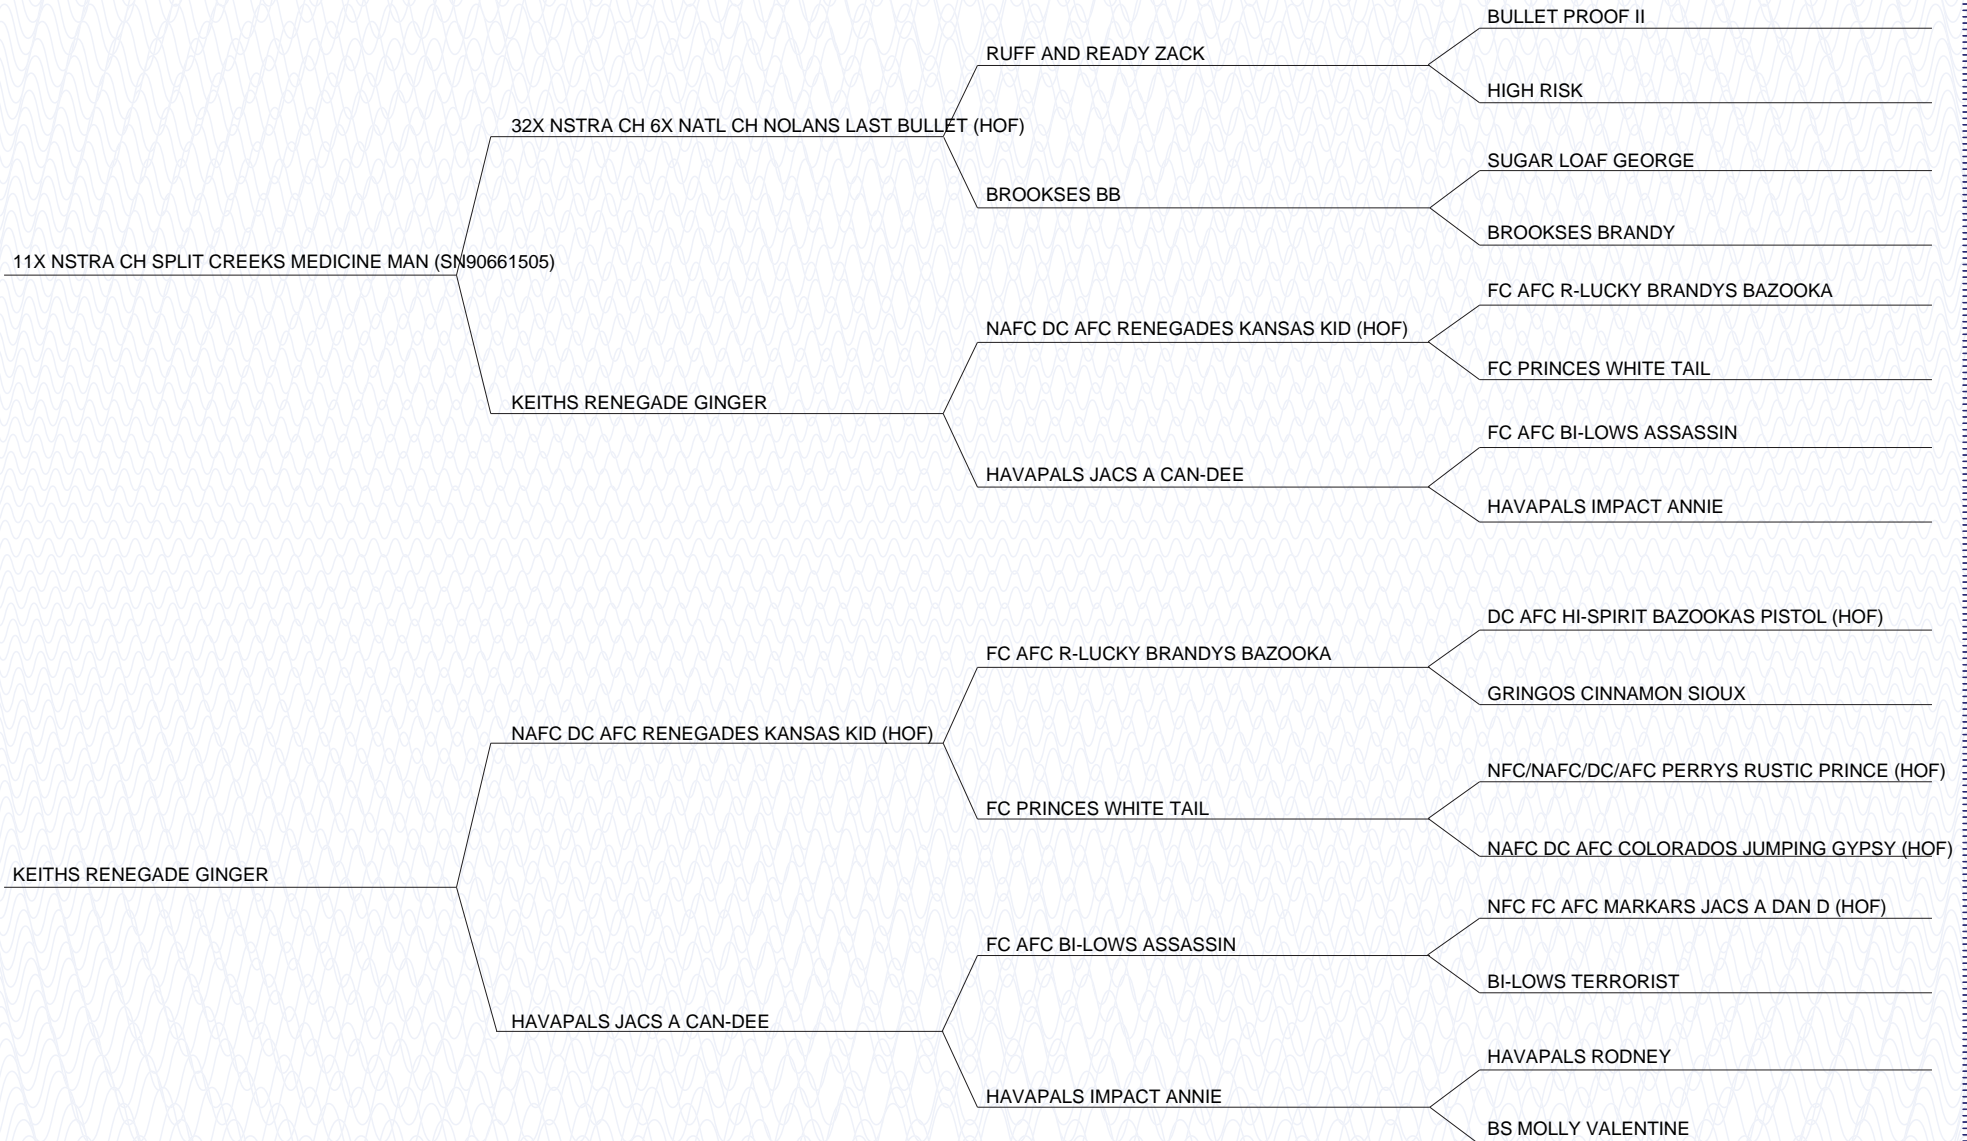 BULLET PROOF II
RUFF AND READY ZACK
HIGH RISK
32X NSTRA CH 6X NATL CH NOLANS LAST BULLET (HOF)
SUGAR LOAF GEORGE
BROOKSES BB
BROOKSES BRANDY
11X NSTRA CH SPLIT CREEKS MEDICINE MAN (SN90661505)
FC AFC R-LUCKY BRANDYS BAZOOKA
NAFC DC AFC RENEGADES KANSAS KID (HOF)
FC PRINCES WHITE TAIL
KEITHS RENEGADE GINGER
FC AFC BI-LOWS ASSASSIN
HAVAPALS JACS A CAN-DEE
HAVAPALS IMPACT ANNIE
DC AFC HI-SPIRIT BAZOOKAS PISTOL (HOF)
FC AFC R-LUCKY BRANDYS BAZOOKA
GRINGOS CINNAMON SIOUX
NAFC DC AFC RENEGADES KANSAS KID (HOF)
NFC/NAFC/DC/AFC PERRYS RUSTIC PRINCE (HOF)
FC PRINCES WHITE TAIL
NAFC DC AFC COLORADOS JUMPING GYPSY (HOF)
KEITHS RENEGADE GINGER
NFC FC AFC MARKARS JACS A DAN D (HOF)
FC AFC BI-LOWS ASSASSIN
BI-LOWS TERRORIST
HAVAPALS JACS A CAN-DEE
HAVAPALS RODNEY
HAVAPALS IMPACT ANNIE
BS MOLLY VALENTINE